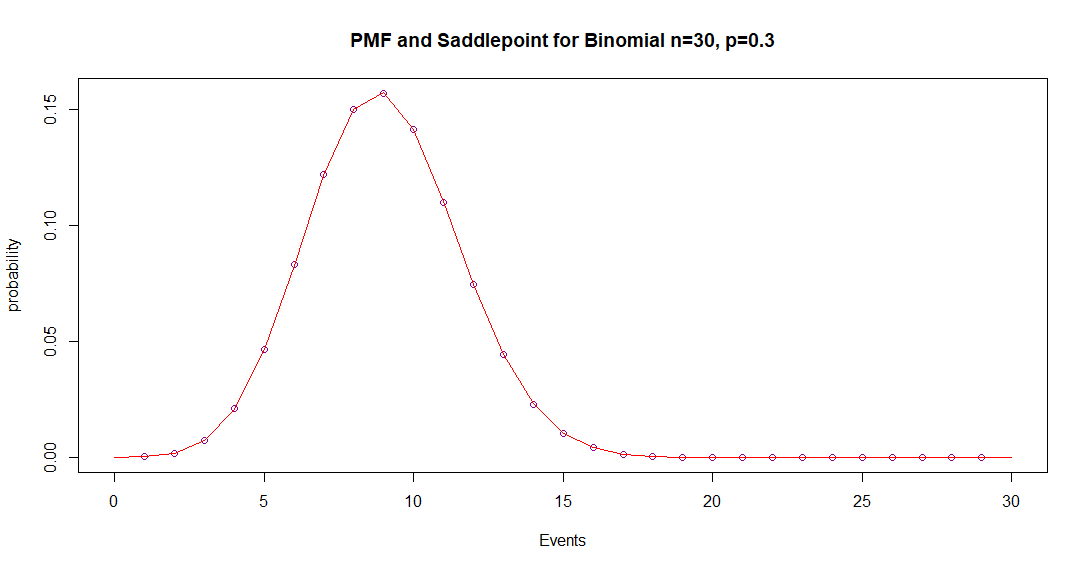 PMF and Saddlepoint for Binomial n=30, p=0.3
0.15
0.10
0.05
0.00
probability
0 5 10 15 20 25 30
Events